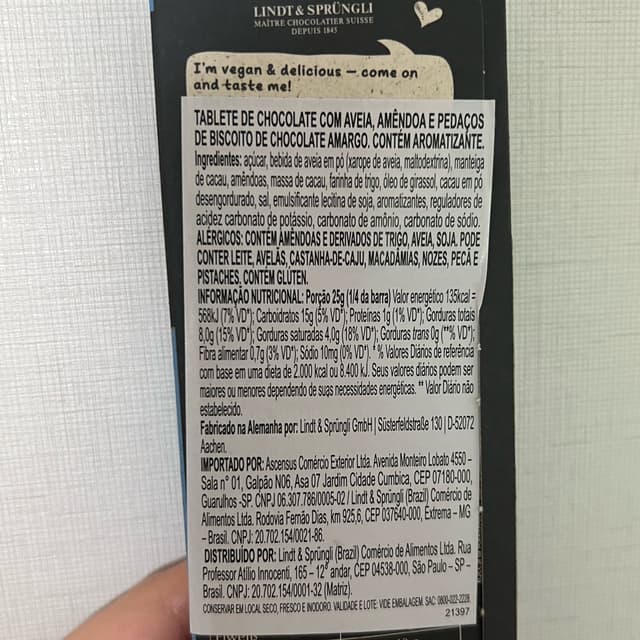 LINDT & SPRÜNGLI
MAÎTRE CHOCOLATIER SUISSE
DEPUIS 1845
I'm vegan & delicious – come on
and taste me!
TABLETE DE CHOCOLATE COM AVEIA, AMÊNDOA E PEDAÇOS
DE BISCOITO DE CHOCOLATE AMARGO. CONTÉM AROMATIZANTE.
Ingredientes: açúcar, bebida de aveia em pó (xarope de aveia, maltodextrina), manteiga
de cacau, amêndoas, massa de cacau, farinha de trigo, óleo de girassol, cacau em pó
desengordurado, sal, emulsificante lecitina de soja, aromatizantes, reguladores de
acidez carbonato de potássio, carbonato de amônio, carbonato de sódio.
ALÉRGICOS: CONTÉM AMÊNDOAS E DERIVADOS DE TRIGO, AVEIA, SOJA. PODE
CONTER LEITE, AVELÃS, CASTANHA-DE-CAJU, MACADÂMIAS, NOZES, PECÃ E
PISTACHES. CONTÉM GLÚTEN.
INFORMAÇÃO NUTRICIONAL: Porção 25g (1/4 da barra) Valor energético 135kcal =
568kJ (7% VD*); Carboidratos 15g (5% VD*); Proteínas 1g (1% VD*); Gorduras totais
8,0g (15% VD*); Gorduras saturadas 4,0g (18% VD*); Gorduras trans 0g (**% VD*);
Fibra alimentar 0,7g (3% VD*); Sódio 10mg (0% VD*). * % Valores Diários de referência
com base em uma dieta de 2.000 kcal ou 8.400 kJ. Seus valores diários podem ser
maiores ou menores dependendo de suas necessidades energéticas. ** Valor Diário não
estabelecido.
Fabricado na Alemanha por: Lindt & Sprüngli GmbH | Süsterfeldstraße 130 | D-52072
Aachen.
IMPORTADO POR: Ascensus Comércio Exterior Ltda. Avenida Monteiro Lobato 4550 –
Sala n° 01, Galpão N06, Asa 07 Jardim Cidade Cumbica, CEP 07180-000,
Guarulhos -SP. CNPJ 06.307.786/0005-02 / Lindt & Sprüngli (Brazil) Comércio de
Alimentos Ltda. Rodovia Fernão Dias, km 925,6, CEP 037640-000, Extrema – MG
– Brasil. CNPJ: 20.702.154/0021-86.
DISTRIBUÍDO POR: Lindt & Sprüngli (Brazil) Comércio de Alimentos Ltda. Rua
Professor Atílio Innocenti, 165 – 12º andar, CEP 04538-000, São Paulo – SP –
Brasil. CNPJ: 20.702.154/0001-32 (Matriz).
CONSERVAR EM LOCAL SECO, FRESCO E INODORO. VALIDADE E LOTE: VIDE EMBALAGEM. SAC: 0800-022-2228.
21397